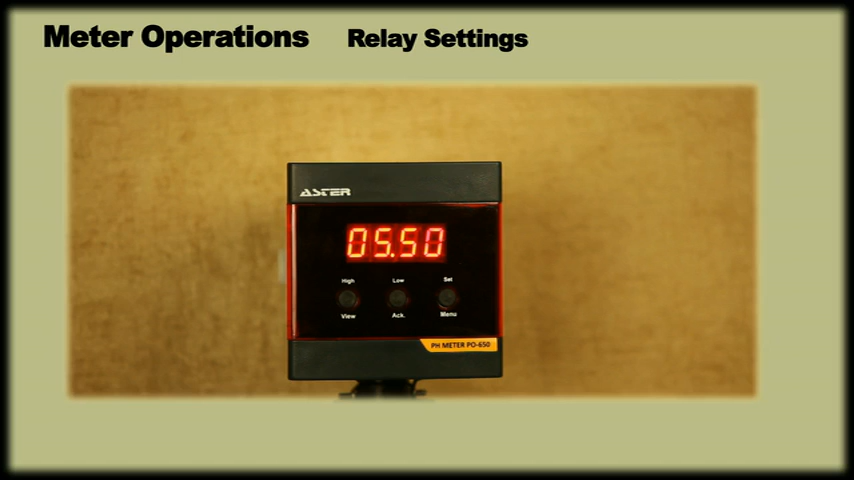 Meter Operations Relay Settings
ASTER
05.50
High Low Set
View Ack. Menu
PH METER PO-650